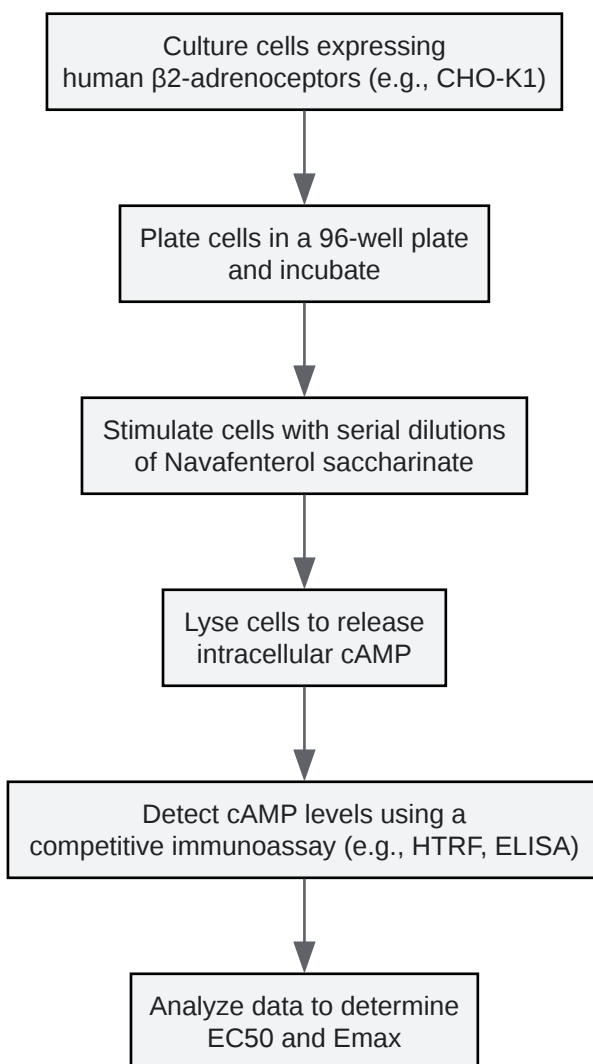 Culture cells expressing
human β2-adrenoceptors (e.g., CHO-K1)
Plate cells in a 96-well plate
and incubate
Stimulate cells with serial dilutions
of Navafenterol saccharinate
Lyse cells to release
intracellular cAMP
Detect cAMP levels using a
competitive immunoassay (e.g., HTRF, ELISA)
Analyze data to determine
EC50 and Emax